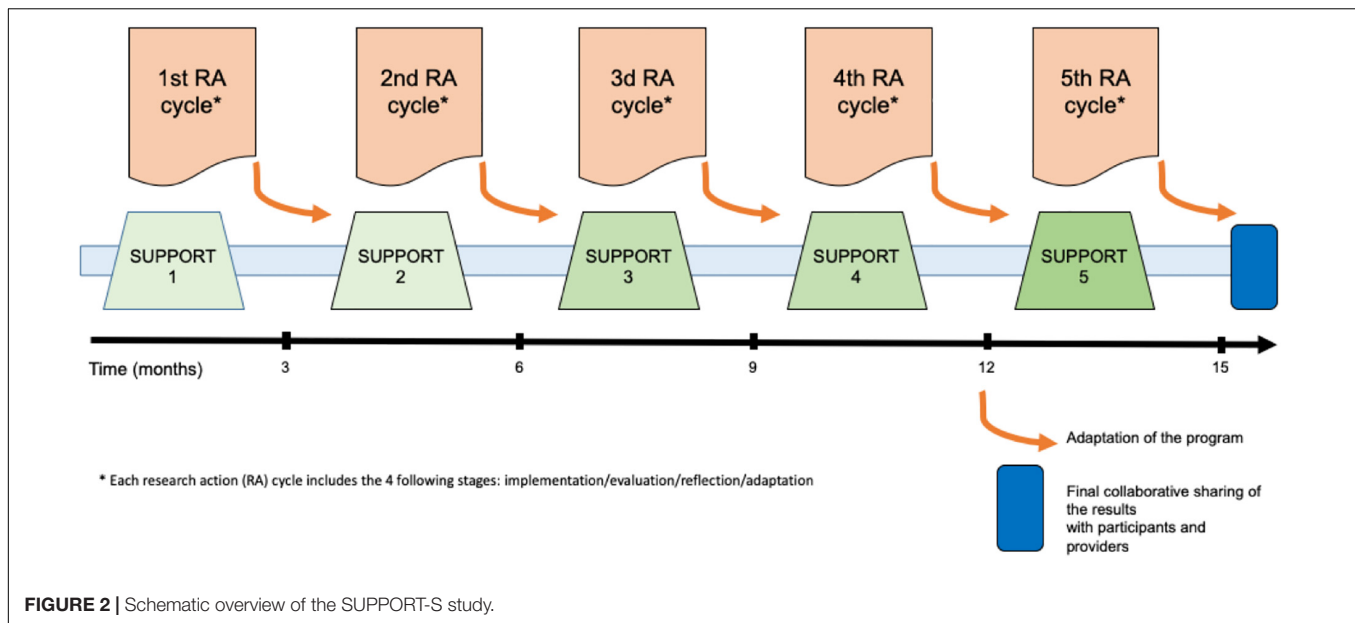 1st RA
cycle*
2nd RA
cycle*
3d RA
cycle*
4th RA
cycle*
5th RA
cycle*
SUPPORT
1
SUPPORT
2
SUPPORT
3
SUPPORT
4
SUPPORT
5
Time (months)
3
6
9
12
15
Adaptation of the program
* Each research action (RA) cycle includes the 4 following stages: implementation/evaluation/reflection/adaptation
Final collaborative sharing of
the results
with participants and
providers
FIGURE 2 | Schematic overview of the SUPPORT-S study.